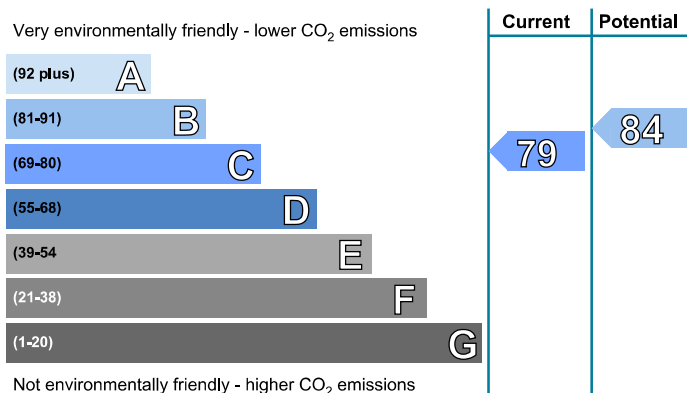 Very environmentally friendly - lower CO₂ emissions
Current
Potential
(92 plus) A
(81-91) B
(69-80) C
(55-68) D
(39-54 E
(21-38) F
(1-20) G
79
84
Not environmentally friendly - higher CO₂ emissions